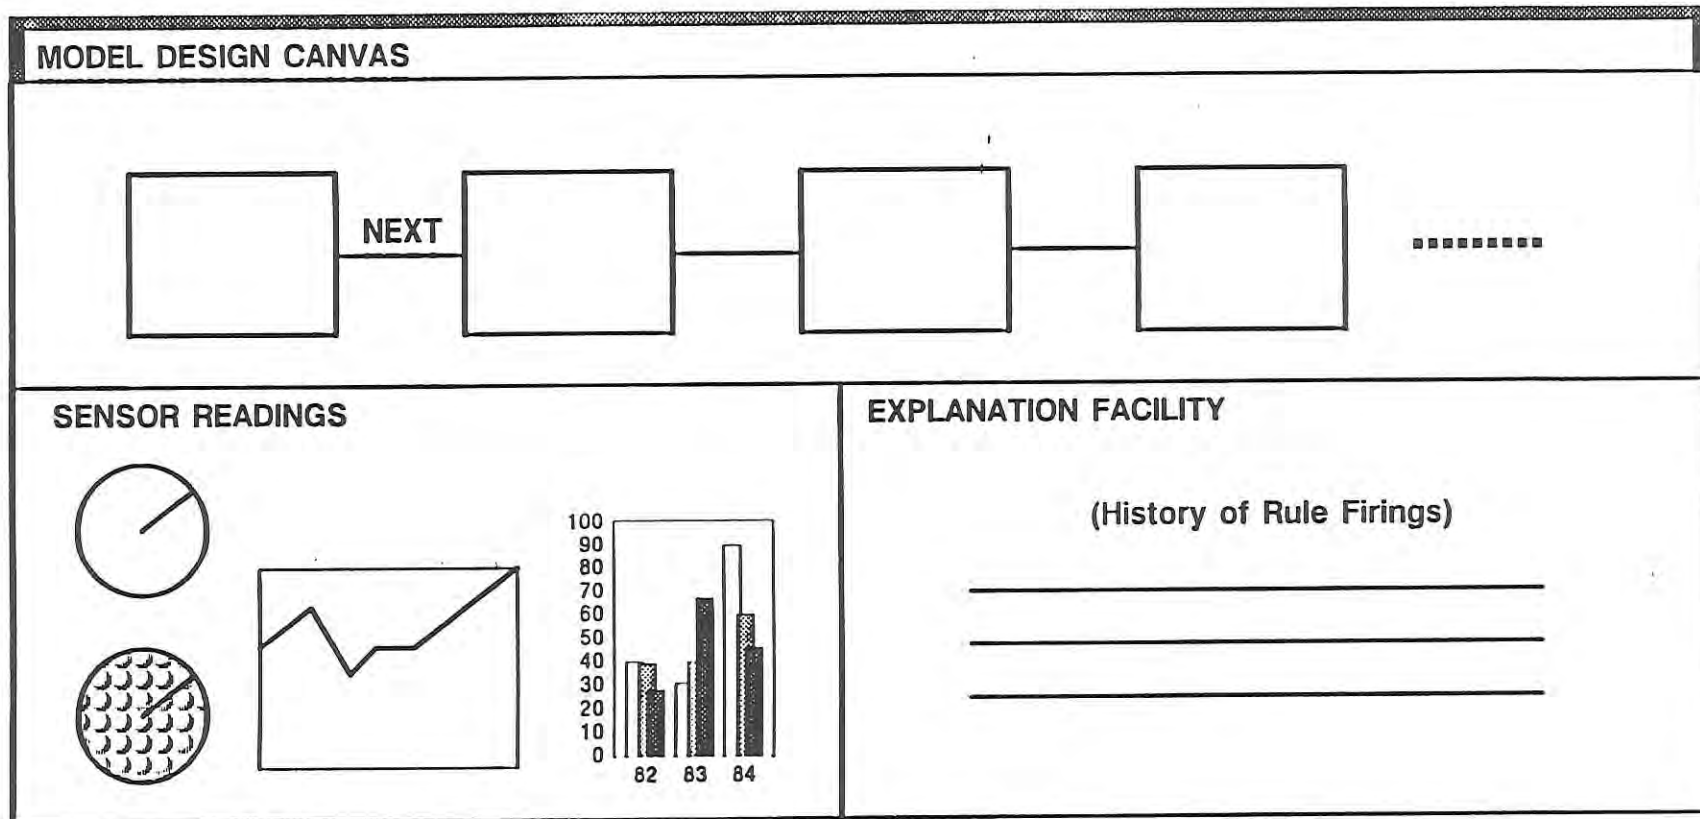 MODEL DESIGN CANVAS
NEXT
SENSOR READINGS
100
90
80
70
60
50
40
30
20
10
0
82 83 84
EXPLANATION FACILITY
(History of Rule Firings)